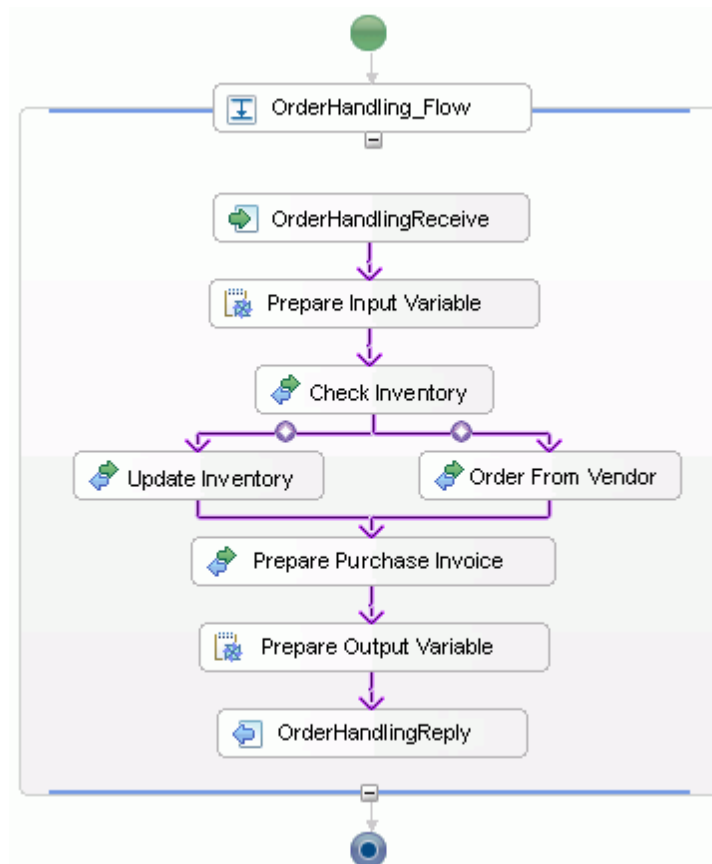 OrderHandling_Flow
OrderHandlingReceive
Prepare Input Variable
Check Inventory
Update Inventory
Order From Vendor
Prepare Purchase Invoice
Prepare Output Variable
OrderHandlingReply